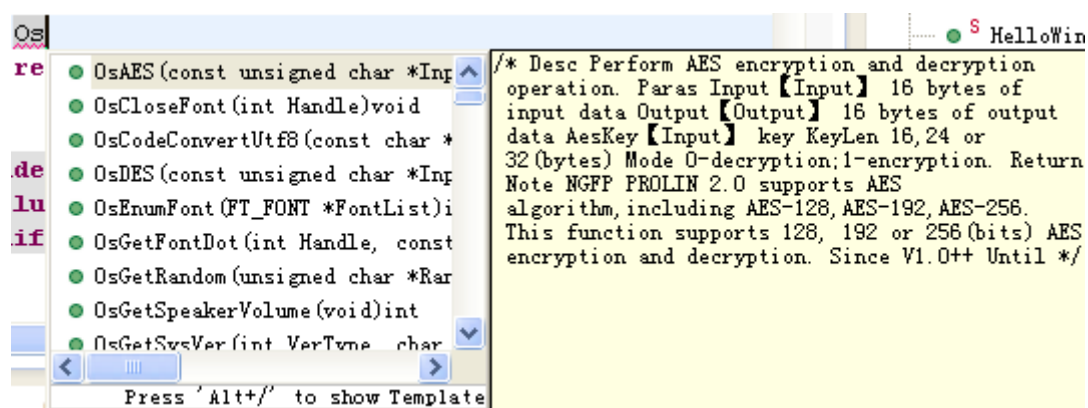 Os
HelloWin
re
ide
lu
if
OsAES(const unsigned char *Inp
OsCloseFont(int Handle)void
OsCodeConvertUtf8(const char *
OsDES(const unsigned char *Inp
OsEnumFont(FT_FONT *FontList)i
OsGetFontDot(int Handle, const
OsGetRandom(unsigned char *Ran
OsGetSpeakerVolume(void)int
OsGetSysVer(int VerType, char
Press 'Alt+/' to show Template
/* Desc Perform AES encryption and decryption
operation. Paras Input【Input】 16 bytes of
input data Output【Output】 16 bytes of output
data AesKey【Input】 key KeyLen 16,24 or
32(bytes) Mode 0-decryption;1-encryption. Return
Note NGFP PROLIN 2.0 supports AES
algorithm,including AES-128,AES-192,AES-256.
This function supports 128, 192 or 256(bits) AES
encryption and decryption. Since V1.0++ Until */